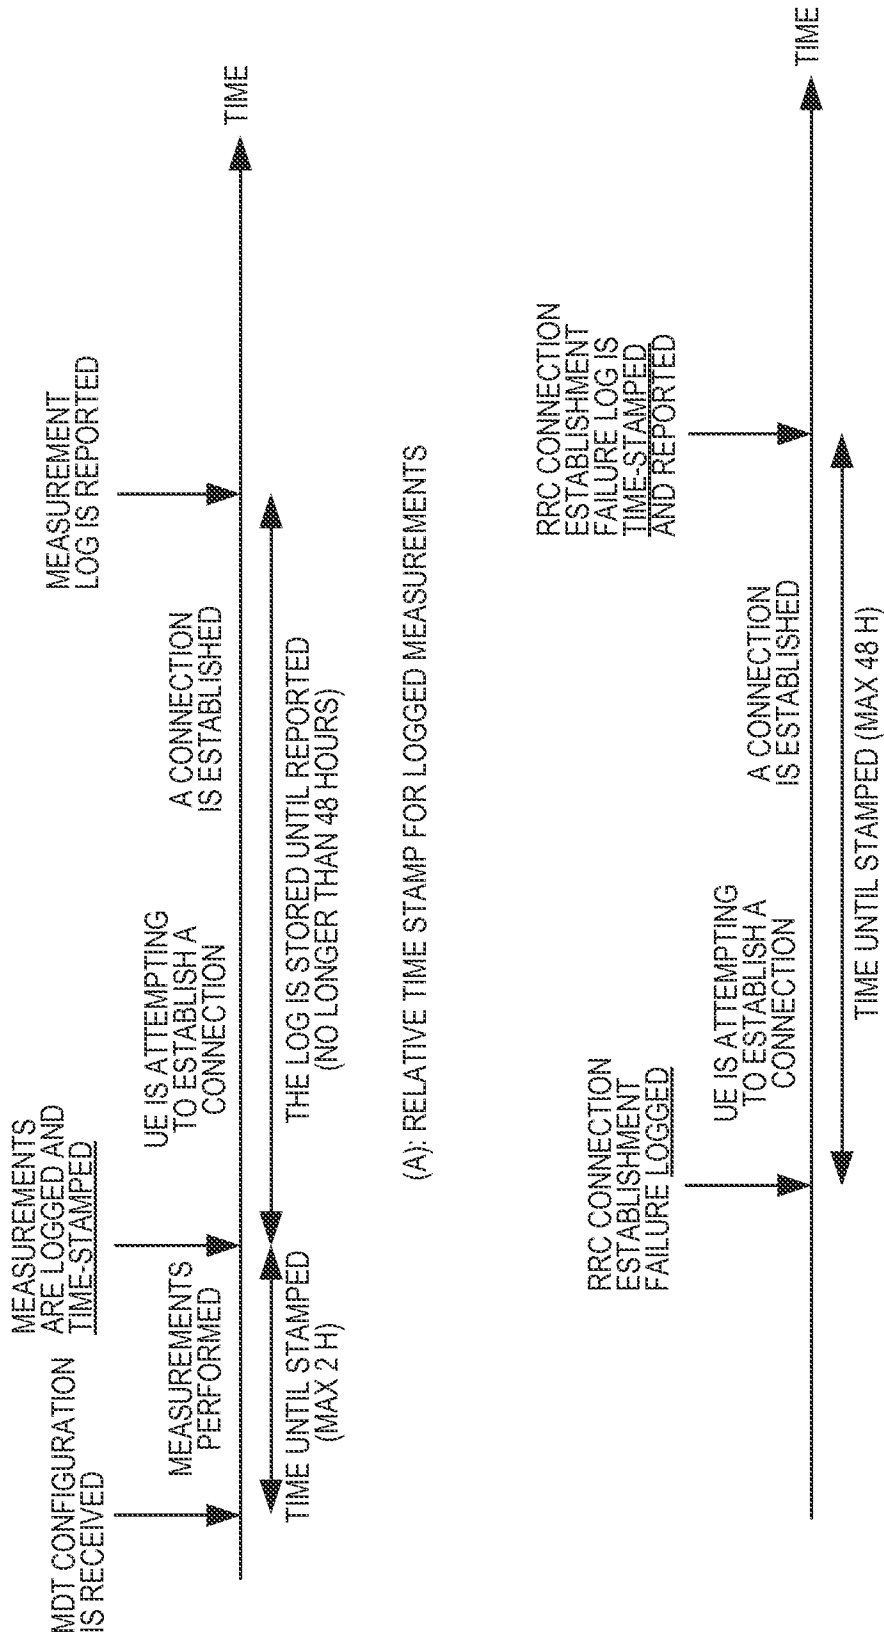 MDT CONFIGURATION
IS RECEIVED
MEASUREMENTS
ARE LOGGED AND
TIME-STAMPED
MEASUREMENT
LOG IS REPORTED
MEASUREMENTS
PERFORMED
UE IS ATTEMPTING
TO ESTABLISH A
CONNECTION
A CONNECTION
IS ESTABLISHED
TIME
TIME UNTIL STAMPED
(MAX 2 H)
THE LOG IS STORED UNTIL REPORTED
(NO LONGER THAN 48 HOURS)
(A): RELATIVE TIME STAMP FOR LOGGED MEASUREMENTS
RRC CONNECTION
ESTABLISHMENT
FAILURE LOGGED
RRC CONNECTION
ESTABLISHMENT
FAILURE LOG IS
TIME-STAMPED
AND REPORTED
UE IS ATTEMPTING
TO ESTABLISH A
CONNECTION
A CONNECTION
IS ESTABLISHED
TIME
TIME UNTIL STAMPED (MAX 48 H)